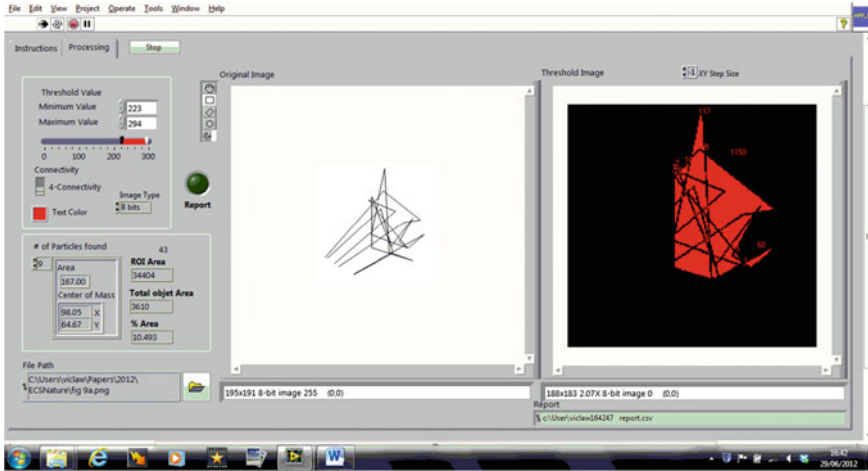 File Edit View Project Operate Tools Window Help
Instructions Processing Stop
Threshold Value
Minimum Value 223
Maximum Value 294
0 100 200 300
Connectivity
4-Connectivity
Image Type
8 bits
Text Color
Report
# of Particles found 43
9
Area
167.00
Center of Mass
98.05 X
64.67 Y
ROI Area
34404
Total objet Area
3610
% Area
10.493
File Path
C:\Users\viclaw\Papers\2012\
ECSNature\fig 9a.png
Original Image
195x191 8-bit image 255 (0,0)
Threshold Image
-1 XY Step Size
117
1150
60
188x183 2.07X 8-bit image 0 (0,0)
Report
c:\User\viclaw164247 report.csv
16:42
29/06/2012